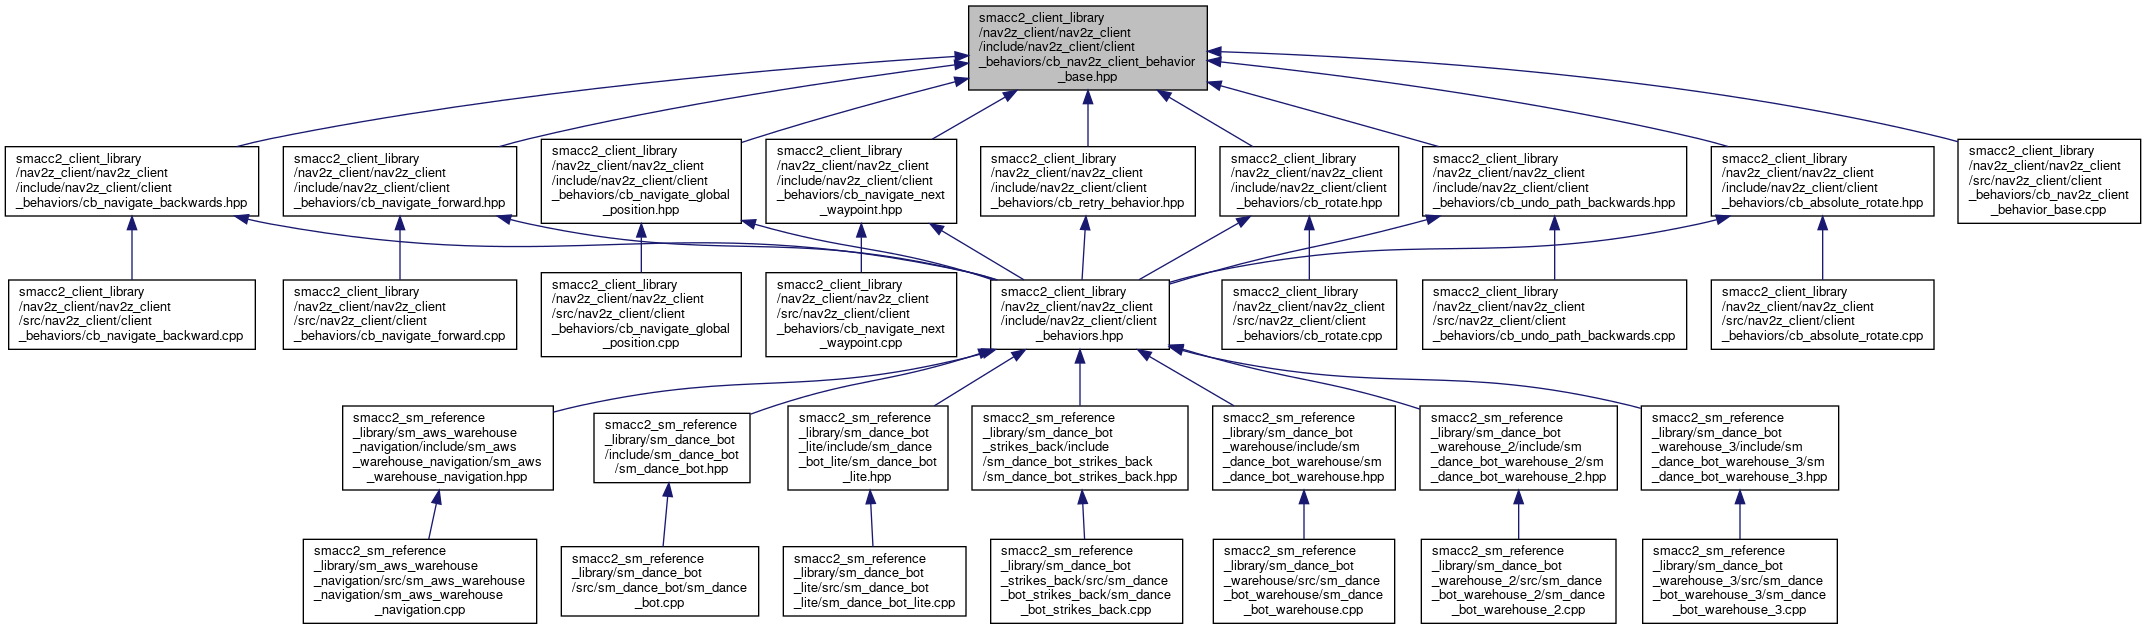 smacc2_client_library
/nav2z_client/nav2z_client
/include/nav2z_client/client
_behaviors/cb_nav2z_client_behavior
_base.hpp
smacc2_client_library
/nav2z_client/nav2z_client
/include/nav2z_client/client
_behaviors/cb_navigate_backwards.hpp
smacc2_client_library
/nav2z_client/nav2z_client
/include/nav2z_client/client
_behaviors/cb_navigate_forward.hpp
smacc2_client_library
/nav2z_client/nav2z_client
/include/nav2z_client/client
_behaviors/cb_navigate_global
_position.hpp
smacc2_client_library
/nav2z_client/nav2z_client
/include/nav2z_client/client
_behaviors/cb_navigate_next
_waypoint.hpp
smacc2_client_library
/nav2z_client/nav2z_client
/include/nav2z_client/client
_behaviors/cb_retry_behavior.hpp
smacc2_client_library
/nav2z_client/nav2z_client
/include/nav2z_client/client
_behaviors/cb_rotate.hpp
smacc2_client_library
/nav2z_client/nav2z_client
/include/nav2z_client/client
_behaviors/cb_undo_path_backwards.hpp
smacc2_client_library
/nav2z_client/nav2z_client
/include/nav2z_client/client
_behaviors/cb_absolute_rotate.hpp
smacc2_client_library
/nav2z_client/nav2z_client
/src/nav2z_client/client
_behaviors/cb_nav2z_client
_behavior_base.cpp
smacc2_client_library
/nav2z_client/nav2z_client
/src/nav2z_client/client
_behaviors/cb_navigate_backward.cpp
smacc2_client_library
/nav2z_client/nav2z_client
/src/nav2z_client/client
_behaviors/cb_navigate_forward.cpp
smacc2_client_library
/nav2z_client/nav2z_client
/src/nav2z_client/client
_behaviors/cb_navigate_global
_position.cpp
smacc2_client_library
/nav2z_client/nav2z_client
/src/nav2z_client/client
_behaviors/cb_navigate_next
_waypoint.cpp
smacc2_client_library
/nav2z_client/nav2z_client
/include/nav2z_client/client
_behaviors.hpp
smacc2_client_library
/nav2z_client/nav2z_client
/src/nav2z_client/client
_behaviors/cb_rotate.cpp
smacc2_client_library
/nav2z_client/nav2z_client
/src/nav2z_client/client
_behaviors/cb_undo_path_backwards.cpp
smacc2_client_library
/nav2z_client/nav2z_client
/src/nav2z_client/client
_behaviors/cb_absolute_rotate.cpp
smacc2_sm_reference
_library/sm_aws_warehouse
_navigation/include/sm_aws
_warehouse_navigation/sm_aws
_warehouse_navigation.hpp
smacc2_sm_reference
_library/sm_dance_bot
/include/sm_dance_bot
/sm_dance_bot.hpp
smacc2_sm_reference
_library/sm_dance_bot
_lite/include/sm_dance
_bot_lite/sm_dance_bot
_lite.hpp
smacc2_sm_reference
_library/sm_dance_bot
_strikes_back/include
/sm_dance_bot_strikes_back
/sm_dance_bot_strikes_back.hpp
smacc2_sm_reference
_library/sm_dance_bot
_warehouse/include/sm
_dance_bot_warehouse/sm
_dance_bot_warehouse.hpp
smacc2_sm_reference
_library/sm_dance_bot
_warehouse_2/include/sm
_dance_bot_warehouse_2/sm
_dance_bot_warehouse_2.hpp
smacc2_sm_reference
_library/sm_dance_bot
_warehouse_3/include/sm
_dance_bot_warehouse_3/sm
_dance_bot_warehouse_3.hpp
smacc2_sm_reference
_library/sm_aws_warehouse
_navigation/src/sm_aws_warehouse
_navigation/sm_aws_warehouse
_navigation.cpp
smacc2_sm_reference
_library/sm_dance_bot
/src/sm_dance_bot/sm_dance
_bot.cpp
smacc2_sm_reference
_library/sm_dance_bot
_lite/src/sm_dance_bot
_lite/sm_dance_bot_lite.cpp
smacc2_sm_reference
_library/sm_dance_bot
_strikes_back/src/sm_dance
_bot_strikes_back/sm_dance
_bot_strikes_back.cpp
smacc2_sm_reference
_library/sm_dance_bot
_warehouse/src/sm_dance
_bot_warehouse/sm_dance
_bot_warehouse.cpp
smacc2_sm_reference
_library/sm_dance_bot
_warehouse_2/src/sm_dance
_bot_warehouse_2/sm_dance
_bot_warehouse_2.cpp
smacc2_sm_reference
_library/sm_dance_bot
_warehouse_3/src/sm_dance
_bot_warehouse_3/sm_dance
_bot_warehouse_3.cpp